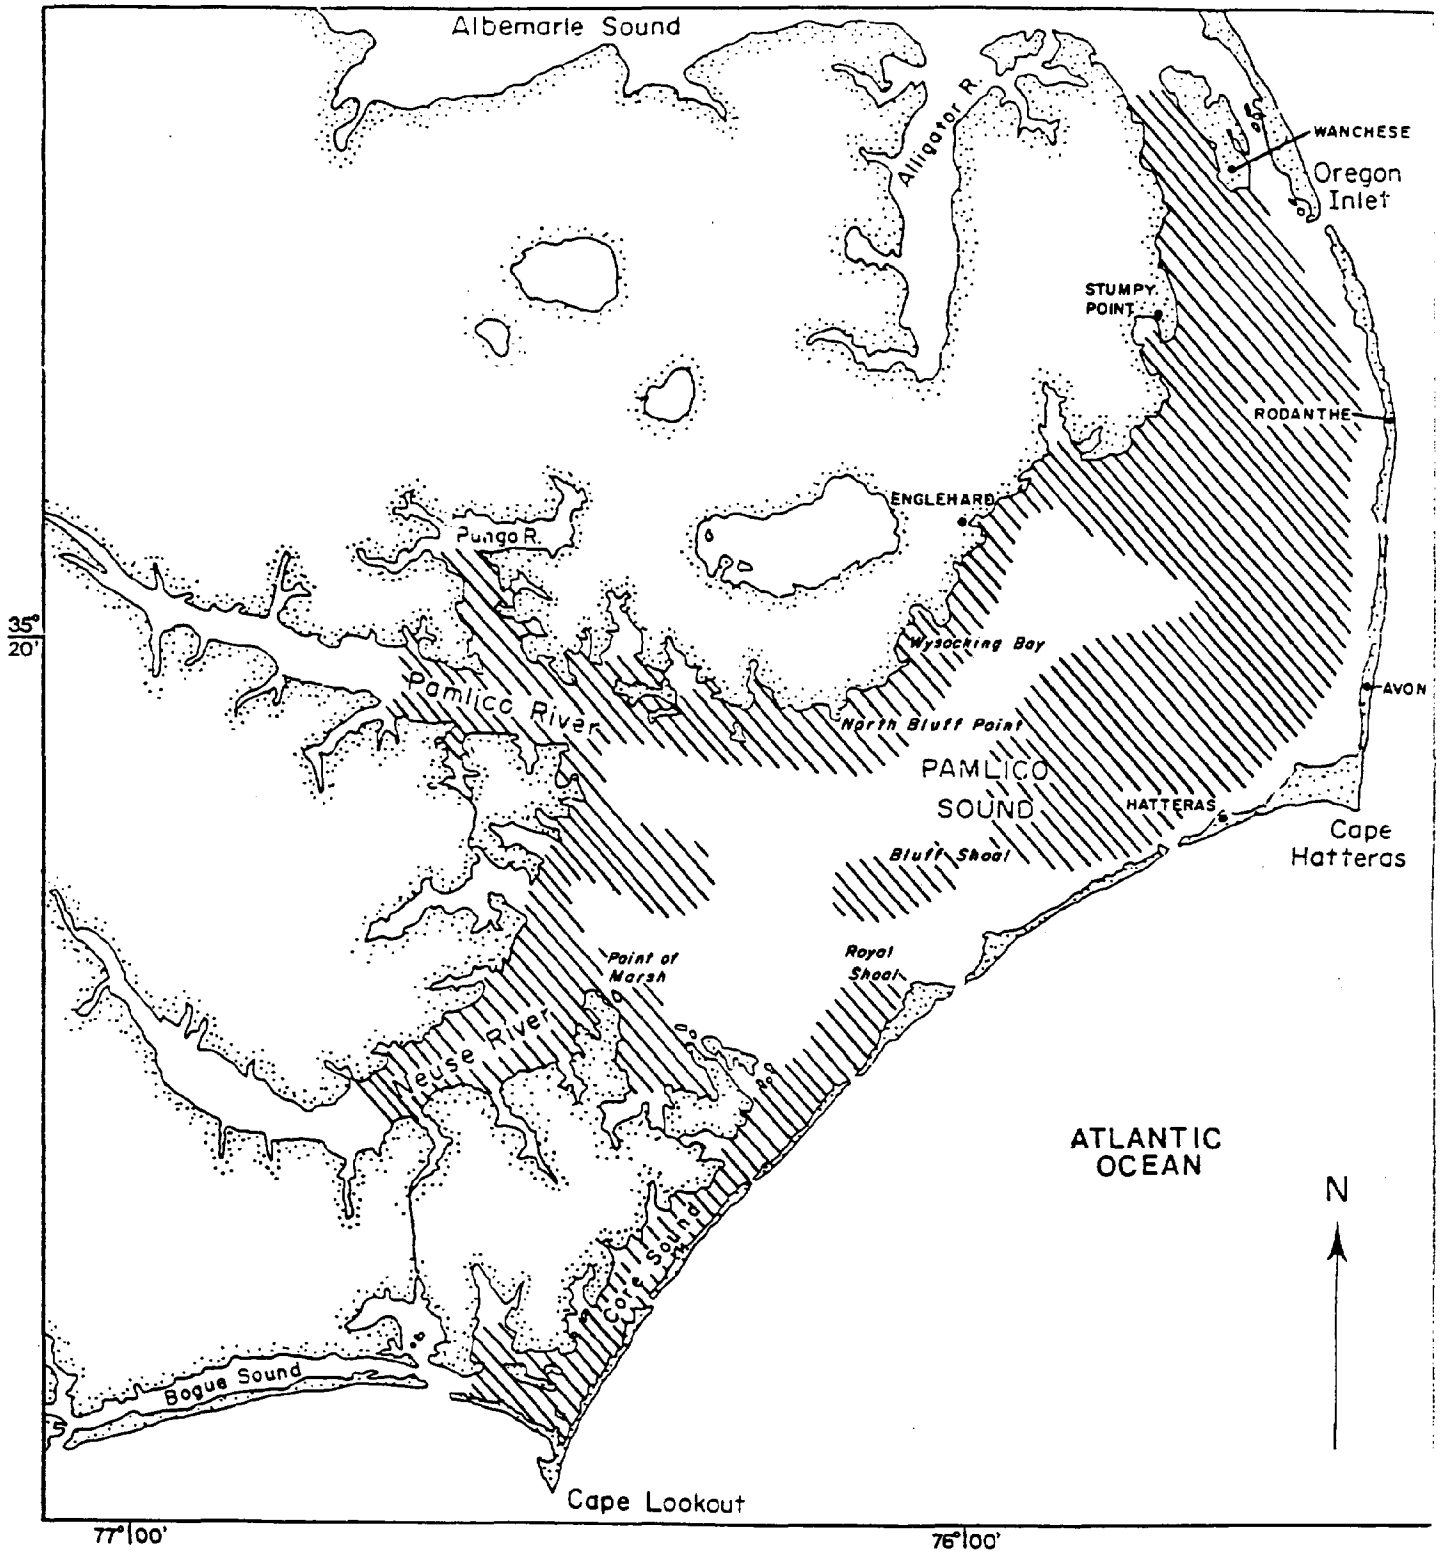 Albemarle Sound
Alligator R.
WANCHESE
Oregon
Inlet
STUMPY
POINT
RODANTHE
ENGLEHARD
Pungo R.
35°
20'
Wysocking Bay
Pamlico River
AVON
North Bluff Point
PAMLICO
SOUND
HATTERAS
Cape
Hatteras
Bluff Shoal
Royal
Shoal
Point of
Marsh
Neuse River
ATLANTIC
OCEAN
N
Core Sound
Bogue Sound
Cape Lookout
77°00'
76°00'